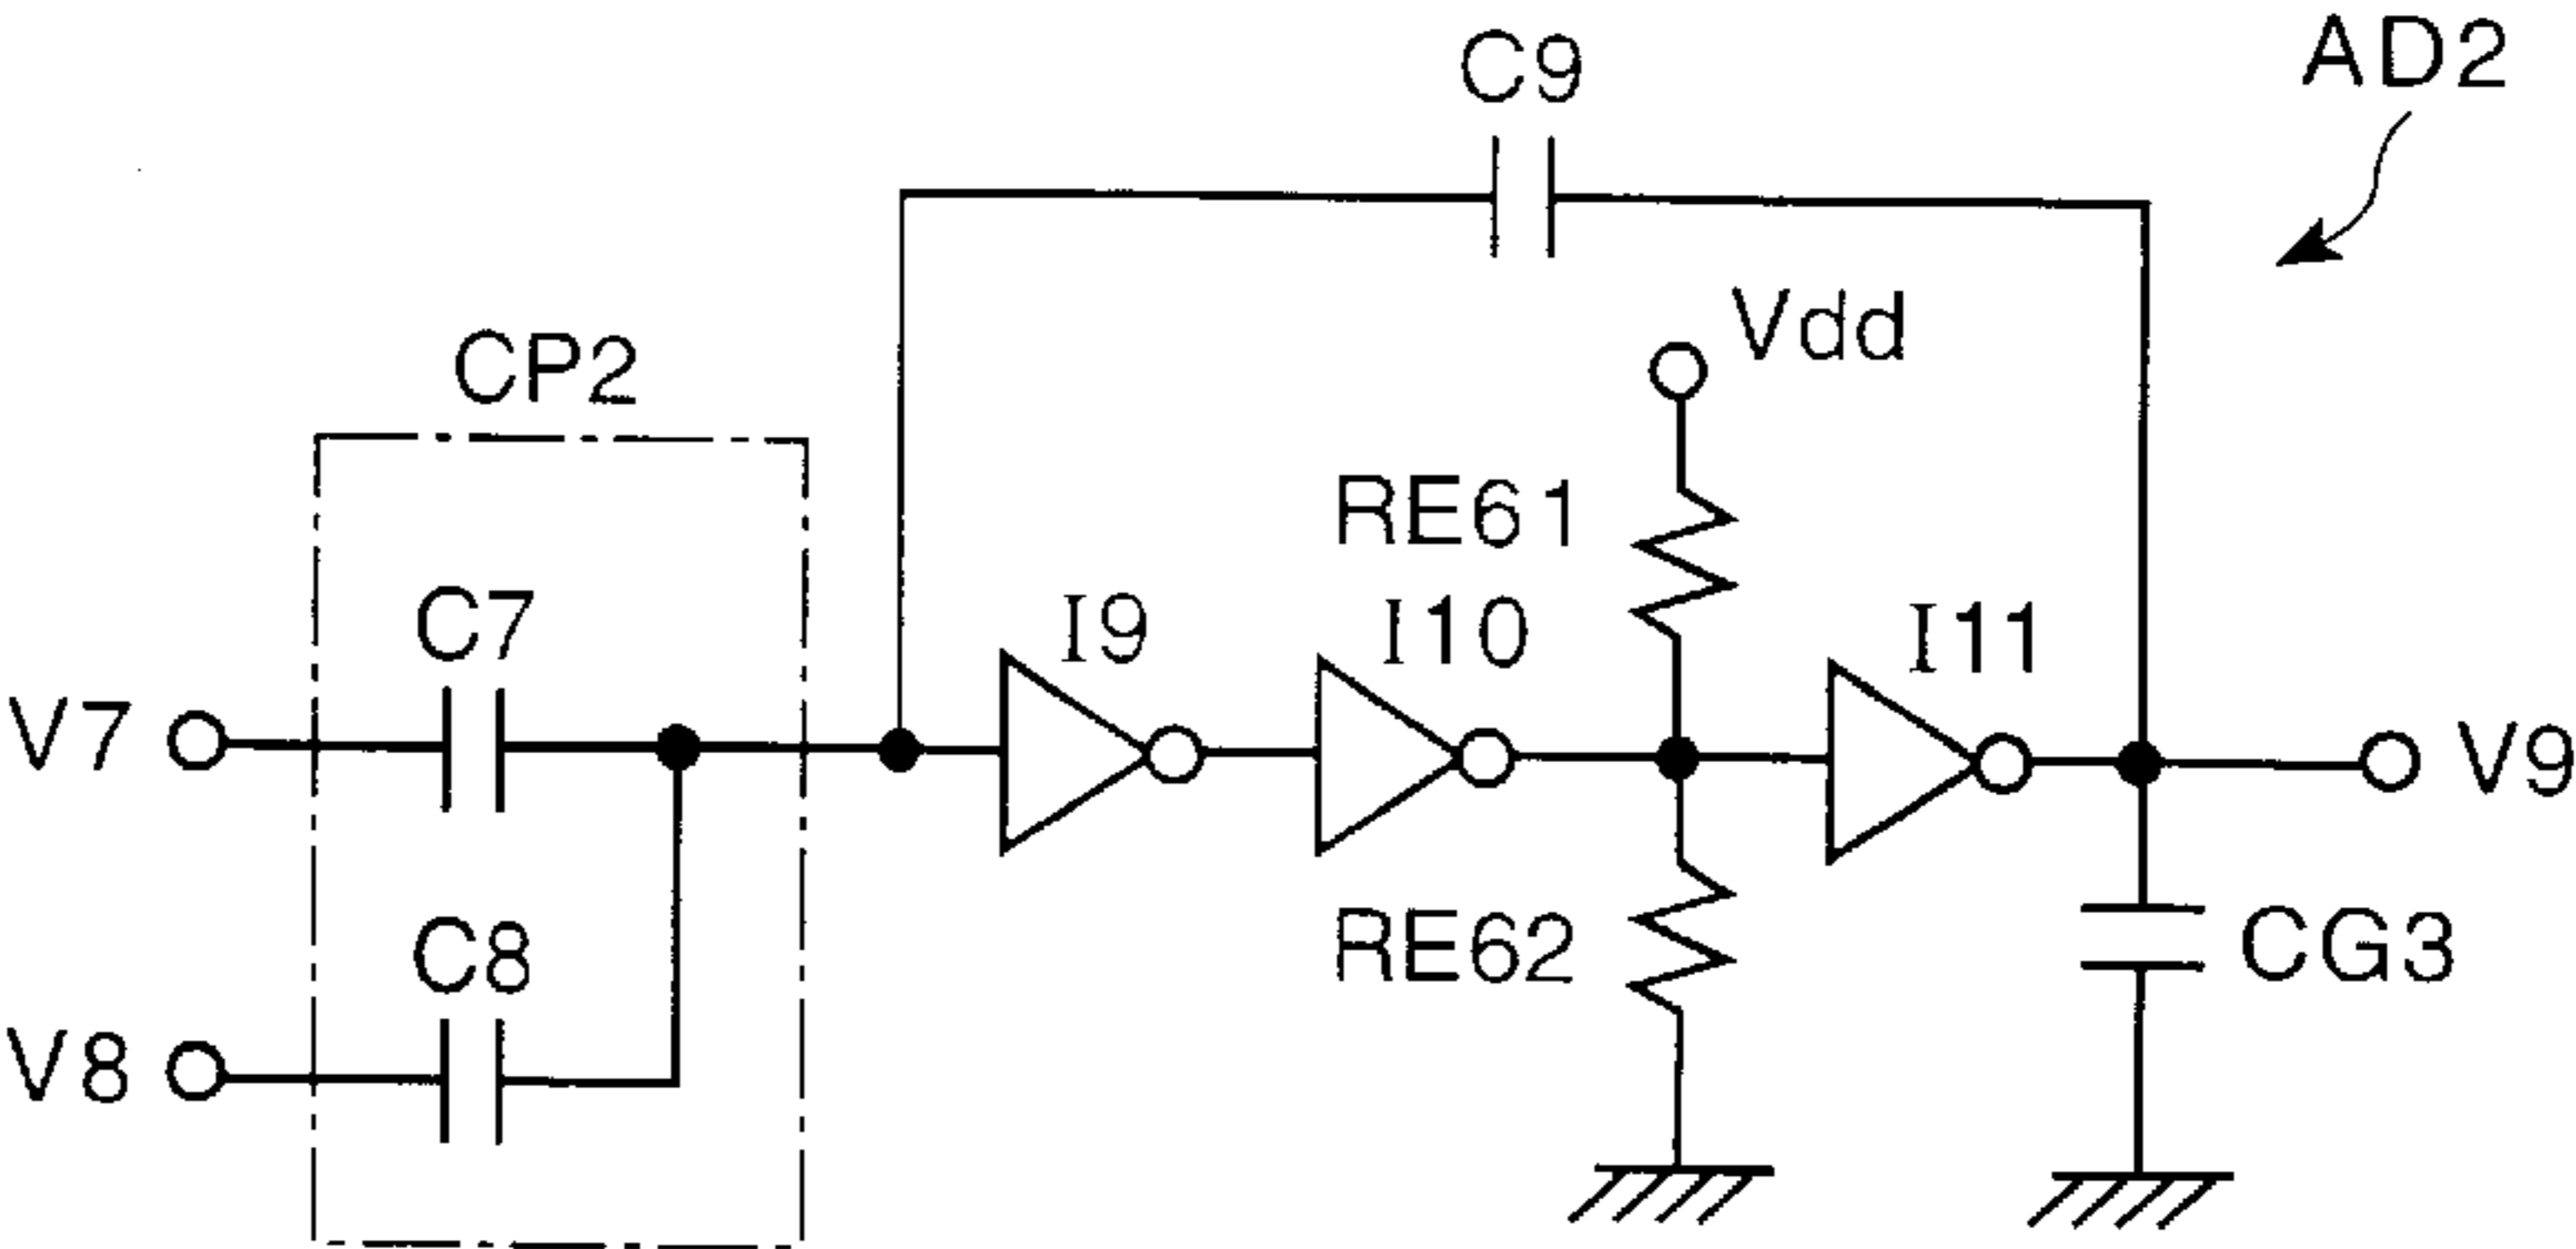 AD2
C9
Vdd
CP2
RE61
C7
I9
I10
I11
V7
V9
C8
RE62
CG3
V8